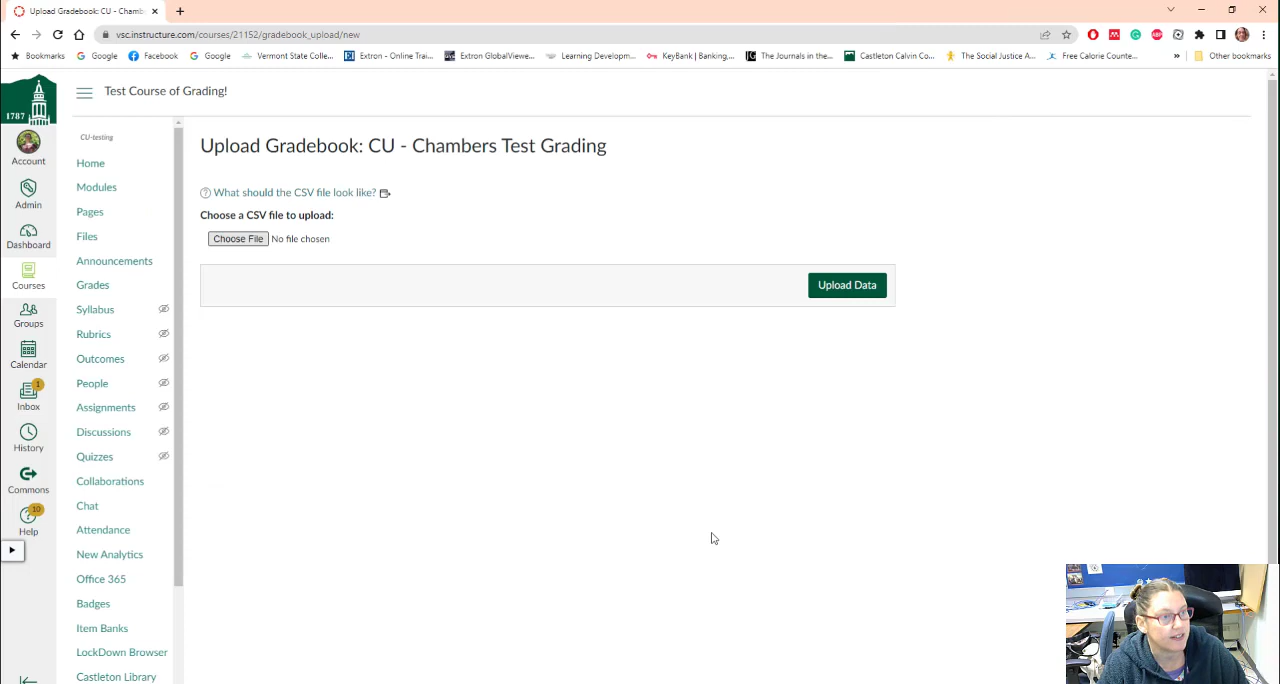 Upload Gradebook: CU - Chamb
vsc.instructure.com/courses/21152/gradebook_upload/new
Bookmarks Google Facebook Google Vermont State Colle... Extron - Online Trai... Extron GlobalViewe... Learning Developm... KeyBank | Banking,... The Journals in the... Castleton Calvin Co... The Social Justice A... Free Calorie Counte... » Other bookmarks
1787
Test Course of Grading!
Account
Admin
Dashboard
Courses
Groups
Calendar
1
Inbox
History
Commons
10
Help
CU-testing
Home
Modules
Pages
Files
Announcements
Grades
Syllabus
Rubrics
Outcomes
People
Assignments
Discussions
Quizzes
Collaborations
Chat
Attendance
New Analytics
Office 365
Badges
Item Banks
LockDown Browser
Castleton Library
Upload Gradebook: CU - Chambers Test Grading
What should the CSV file look like?
Choose a CSV file to upload:
Choose File No file chosen
Upload Data